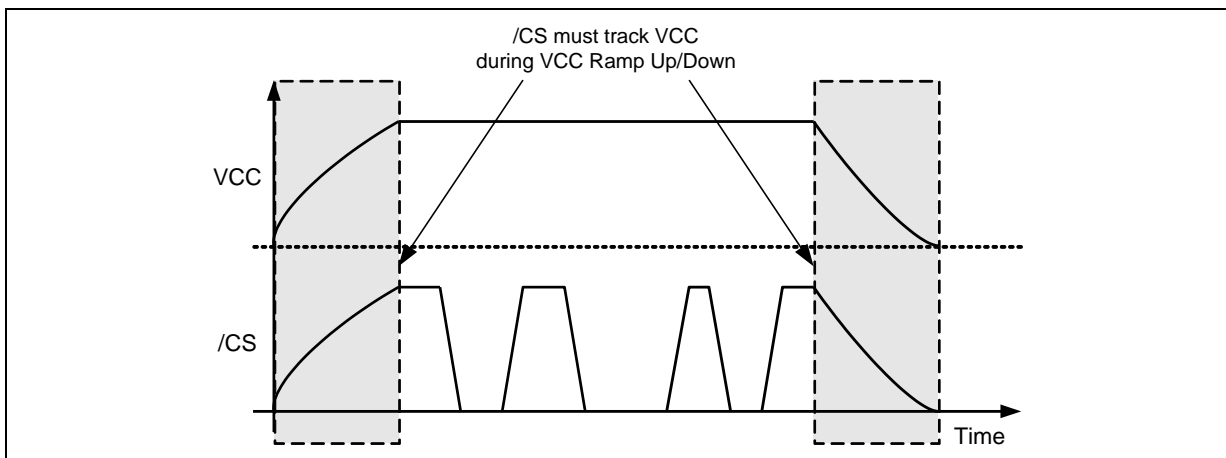 /CS must track VCC
during VCC Ramp Up/Down
VCC
/CS
Time